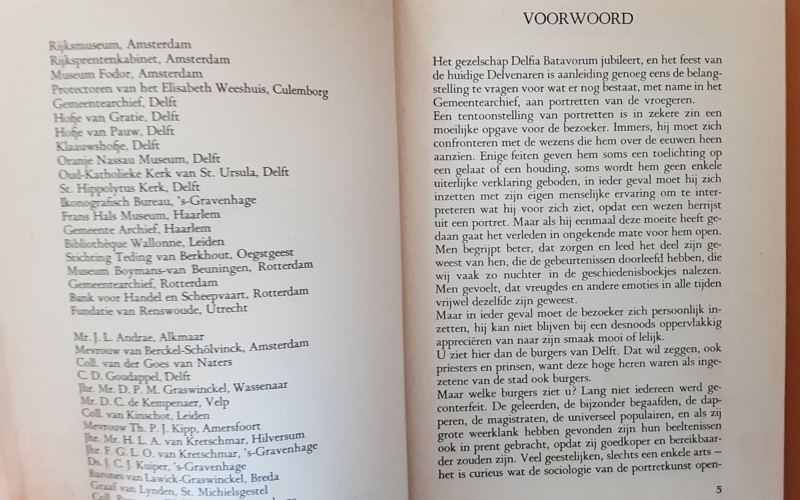 Rijksmuseum, Amsterdam
Rijksprentenkabinet, Amsterdam
Museum Fodor, Amsterdam
Protectoren van het Elisabeth Weeshuis, Culemborg
Gemeentearchief, Delft
Hofje van Gratie, Delft
Hofje van Pauw, Delft
Klaauwshofje, Delft
Oranje Nassau Museum, Delft
Oud-Katholieke Kerk van St. Ursula, Delft
St. Hippolytus Kerk, Delft
Ikonografisch Bureau, 's-Gravenhage
Frans Hals Museum, Haarlem
Gemeente Archief, Haarlem
Bibliothèque Wallonne, Leiden
Stichting Teding van Berkhout, Oegstgeest
Museum Boymans-van Beuningen, Rotterdam
Gemeentearchief, Rotterdam
Bank voor Handel en Scheepvaart, Rotterdam
Fundatie van Renswoude, Utrecht
Mr. J. L. Andrae, Alkmaar
Mevrouw van Berckel-Schölvinck, Amsterdam
Coll. van der Goes van Naters
C. D. Goudappel, Delft
Jhr. Mr. D. P. M. Graswinckel, Wassenaar
Mr. D. C. de Kempenaer, Velp
Coll. van Kinschot, Leiden
Mevrouw Th. P. J. Kipp, Amersfoort
Jhr. Mr. H. L. A. van Kretschmar, Hilversum
Jhr. F. G. L. O. van Kretschmar, 's-Gravenhage
Ds. J. C. J. Kuiper, 's-Gravenhage
Barones van Lawick-Graswinckel, Breda
Graaf van Lynden, St. Michielsgestel
VOORWOORD
Het gezelschap Delfia Batavorum jubileert, en het feest van
de huidige Delvenaren is aanleiding genoeg eens de belang-
stelling te vragen voor wat er nog bestaat, met name in het
Gemeentearchief, aan portretten van de vroegeren.
Een tentoonstelling van portretten is in zekere zin een
moeilijke opgave voor de bezoeker. Immers, hij moet zich
confronteren met de wezens die hem over de eeuwen heen
aanzien. Enige feiten geven hem soms een toelichting op
een gelaat of een houding, soms wordt hem geen enkele
uiterlijke verklaring geboden, in ieder geval moet hij zich
inzetten met zijn eigen menselijke ervaring om te inter-
preteren wat hij voor zich ziet, opdat een wezen herrijst
uit een portret. Maar als hij eenmaal deze moeite heeft ge-
daan gaat het verleden in ongekende mate voor hem open.
Men begrijpt beter, dat zorgen en leed het deel zijn ge-
weest van hen, die de gebeurtenissen doorleefd hebben, die
wij vaak zo nuchter in de geschiedenisboekjes nalezen.
Men gevoelt, dat vreugdes en andere emoties in alle tijden
vrijwel dezelfde zijn geweest.
Maar in ieder geval moet de bezoeker zich persoonlijk in-
zetten, hij kan niet blijven bij een desnoods oppervlakkig
appreciëren van naar zijn smaak mooi of lelijk.
U ziet hier dan de burgers van Delft. Dat wil zeggen, ook
priesters en prinsen, want deze hoge heren waren als inge-
zetene van de stad ook burgers.
Maar welke burgers ziet u? Lang niet iedereen werd ge-
conterfeit. De geleerden, de bijzonder begaafden, de dap-
peren, de magistraten, de universeel populairen, en als zij
grote weerklank hebben gevonden zijn hun beeltenissen
ook in prent gebracht, opdat zij goedkoper en bereikbaar-
der zouden zijn. Veel geestelijken, slechts een enkele arts –
het is curieus wat de sociologie van de portretkunst open-
5